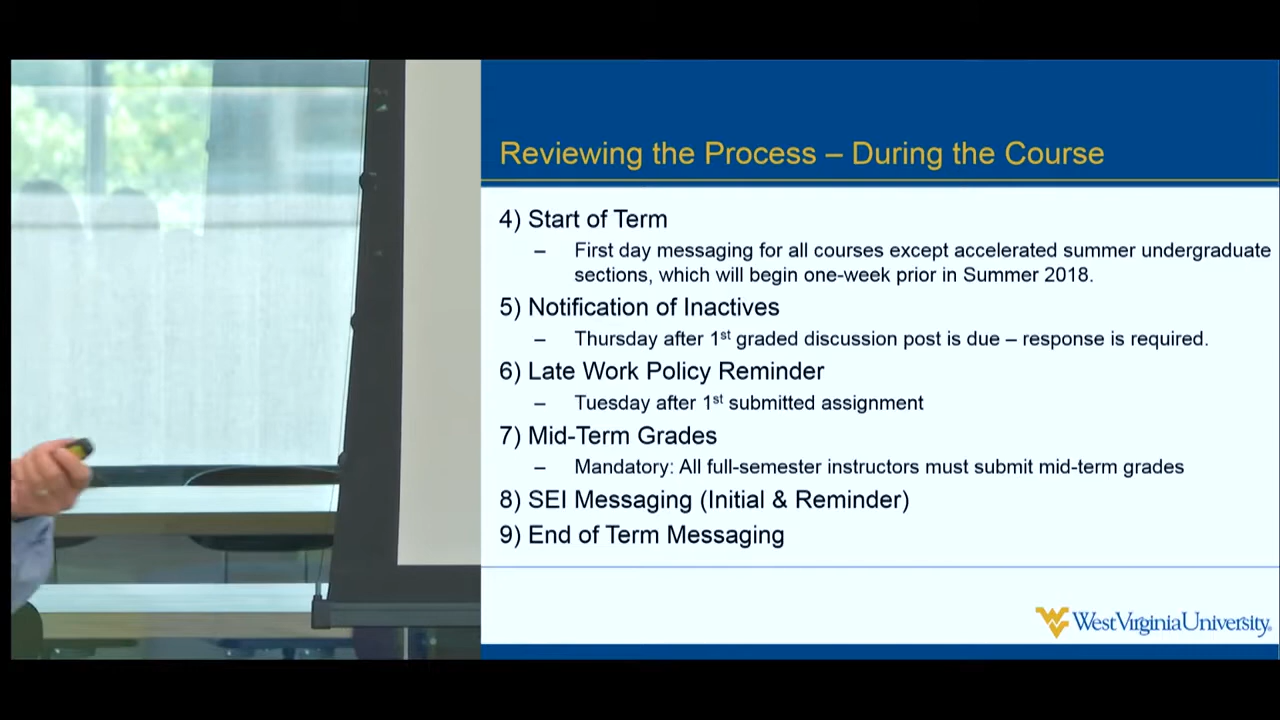 Reviewing the Process – During the Course
4) Start of Term
– First day messaging for all courses except accelerated summer undergraduate
sections, which will begin one-week prior in Summer 2018.
5) Notification of Inactives
– Thursday after 1st graded discussion post is due – response is required.
6) Late Work Policy Reminder
– Tuesday after 1st submitted assignment
7) Mid-Term Grades
– Mandatory: All full-semester instructors must submit mid-term grades
8) SEI Messaging (Initial & Reminder)
9) End of Term Messaging
WestVirginiaUniversity.